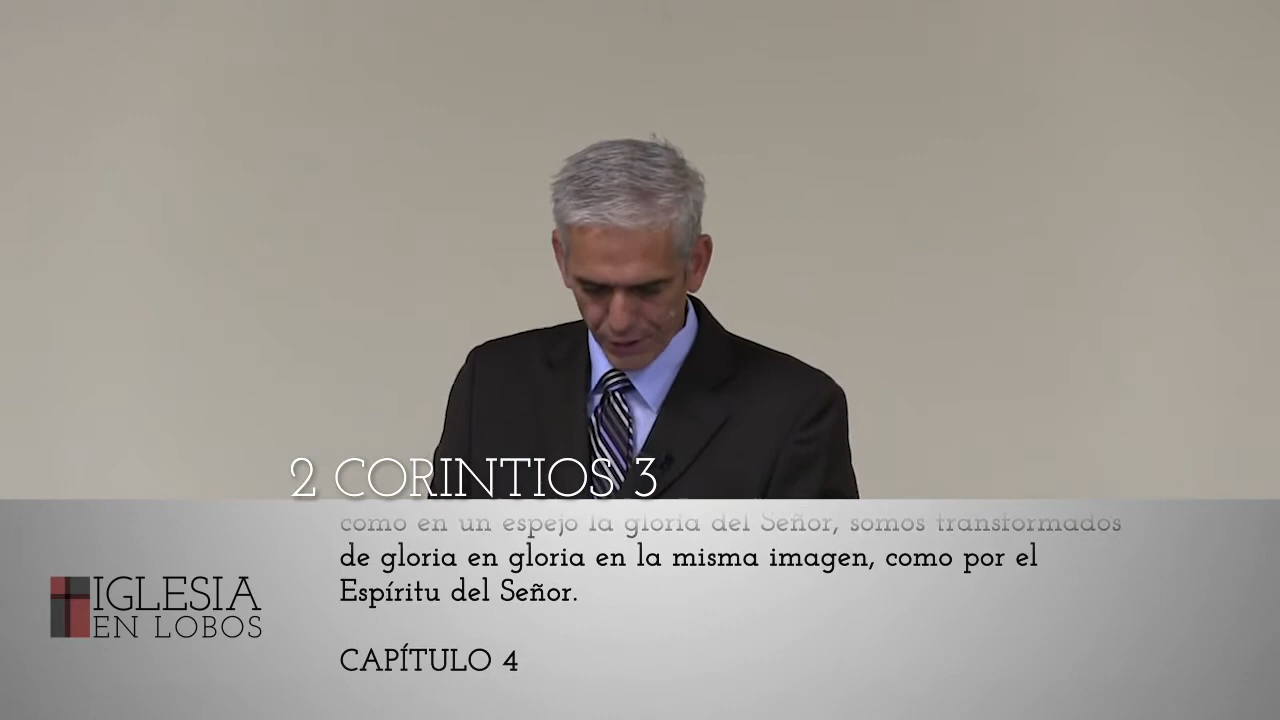 2 CORINTIOS 3
como en un espejo la gloria del Señor, somos transformados
de gloria en gloria en la misma imagen, como por el
Espíritu del Señor.
CAPÍTULO 4
IGLESIA
EN LOBOS